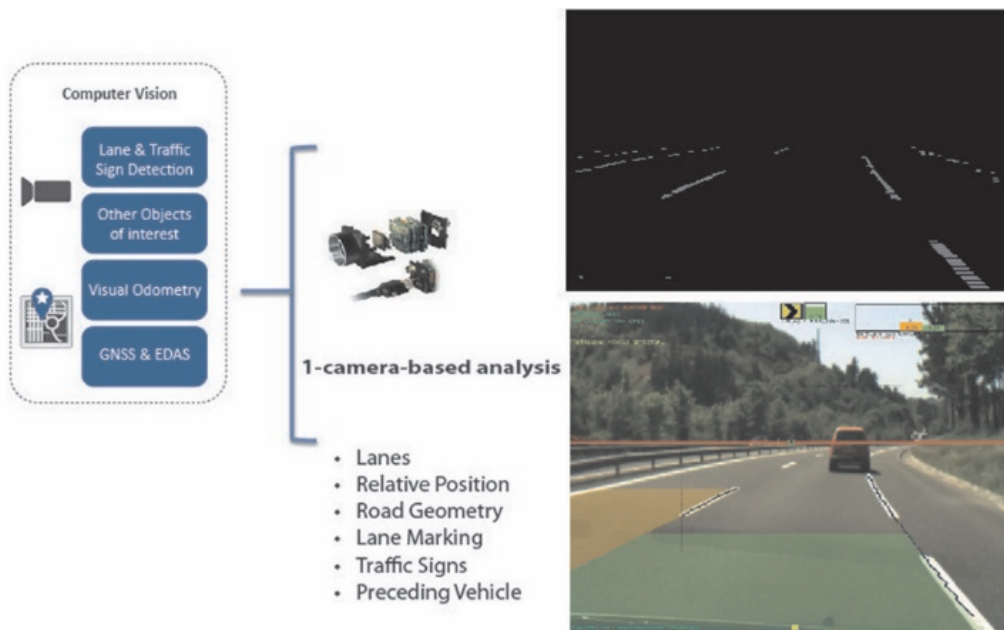 Computer Vision
Lane & Traffic
Sign Detection
Other Objects
of interest
Visual Odometry
GNSS & EDAS
1-camera-based analysis
• Lanes
• Relative Position
• Road Geometry
• Lane Marking
• Traffic Signs
• Preceding Vehicle